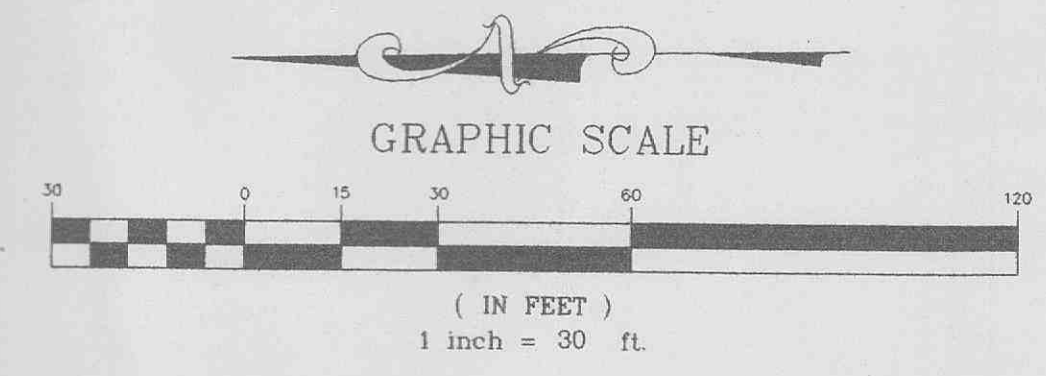 N
GRAPHIC SCALE
30 0 15 30 60 120
( IN FEET )
1 inch = 30 ft.